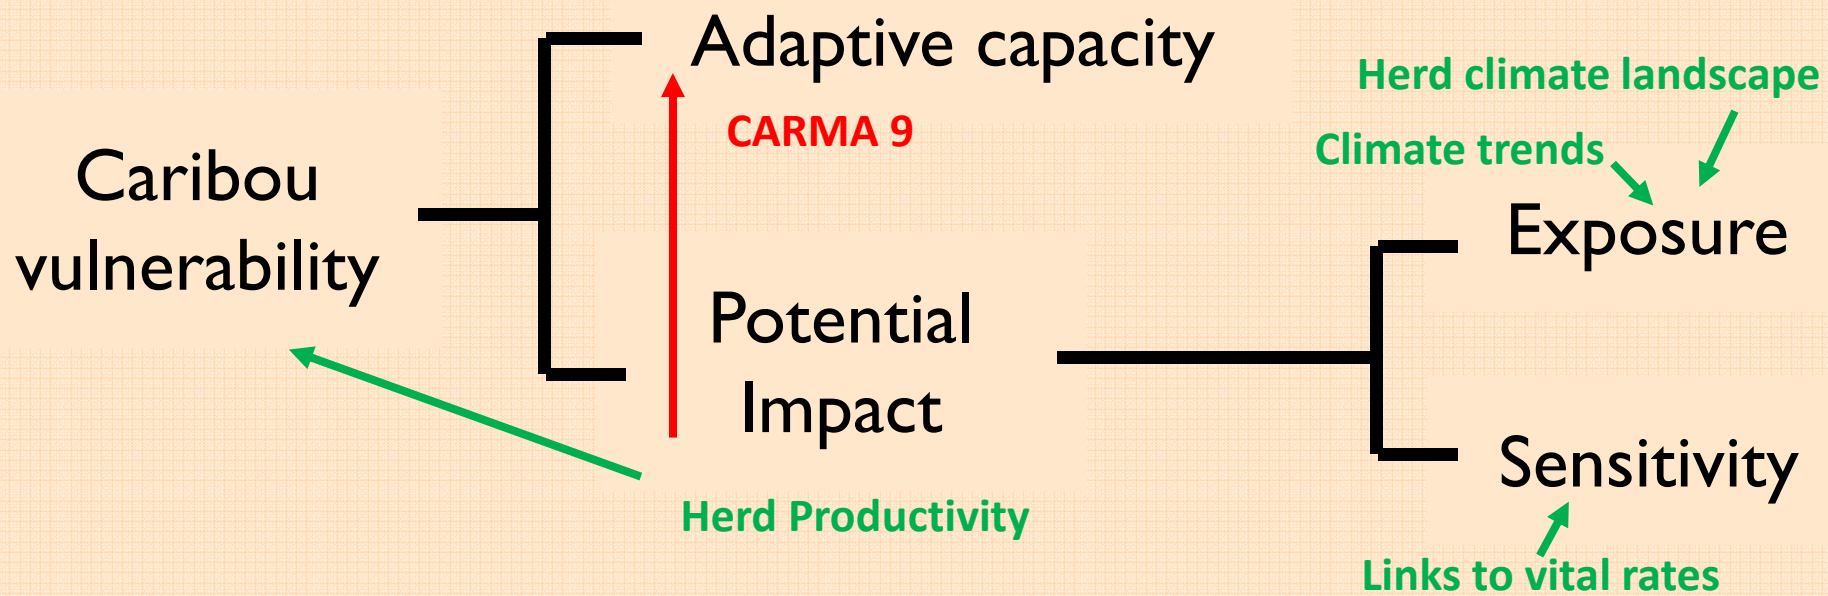 Adaptive capacity
Herd climate landscape
CARMA 9
Climate trends
Caribou
vulnerability
Exposure
Potential
Impact
Sensitivity
Herd Productivity
Links to vital rates